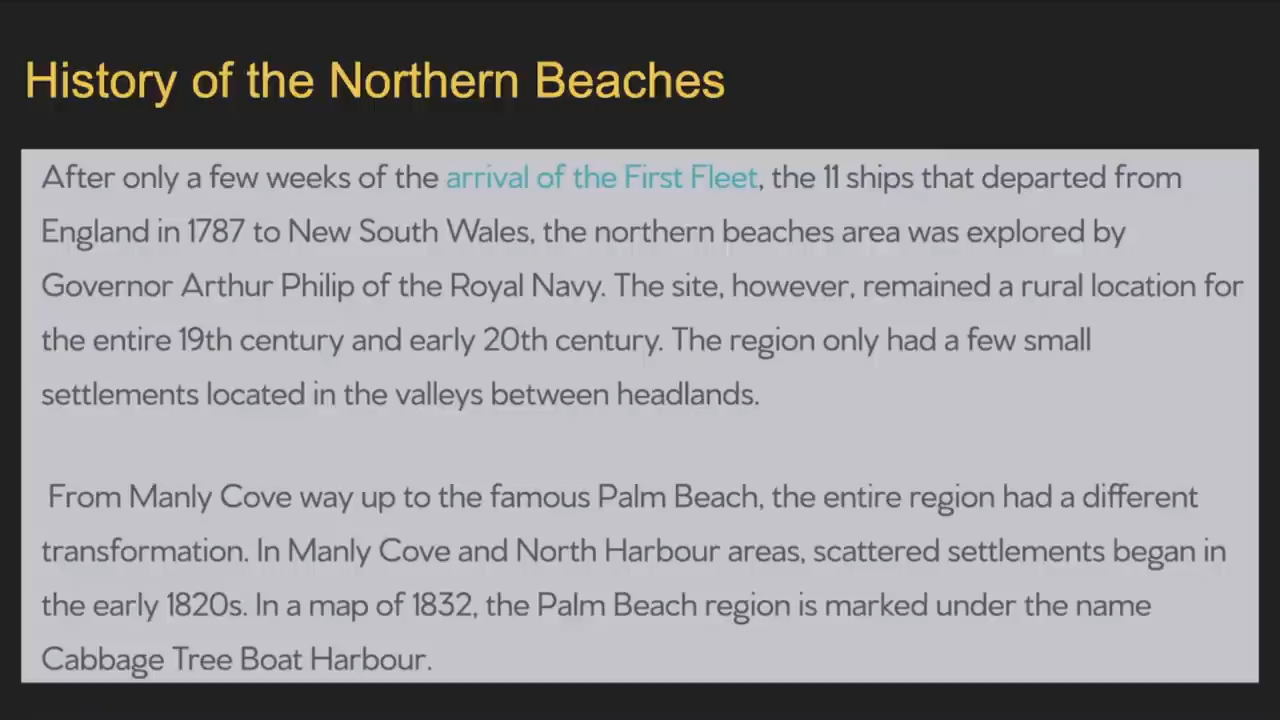 History of the Northern Beaches
After only a few weeks of the arrival of the First Fleet, the 11 ships that departed from
England in 1787 to New South Wales, the northern beaches area was explored by
Governor Arthur Philip of the Royal Navy. The site, however, remained a rural location for
the entire 19th century and early 20th century. The region only had a few small
settlements located in the valleys between headlands.
From Manly Cove way up to the famous Palm Beach, the entire region had a different
transformation. In Manly Cove and North Harbour areas, scattered settlements began in
the early 1820s. In a map of 1832, the Palm Beach region is marked under the name
Cabbage Tree Boat Harbour.